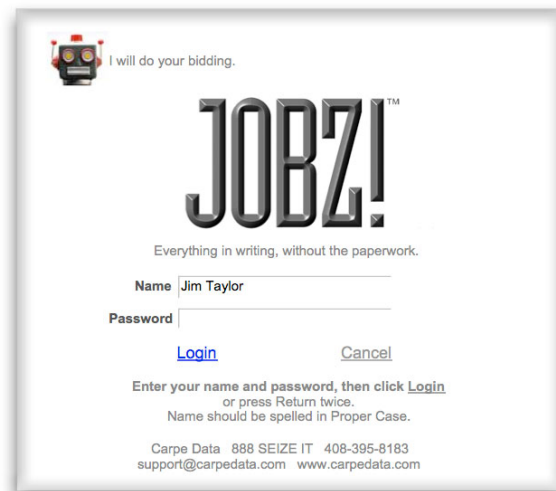 I will do your bidding.
JOBZ!™
Everything in writing, without the paperwork.
Name Jim Taylor
Password
Login Cancel
Enter your name and password, then click Login
or press Return twice.
Name should be spelled in Proper Case.
Carpe Data 888 SEIZE IT 408-395-8183
support@carpedata.com www.carpedata.com